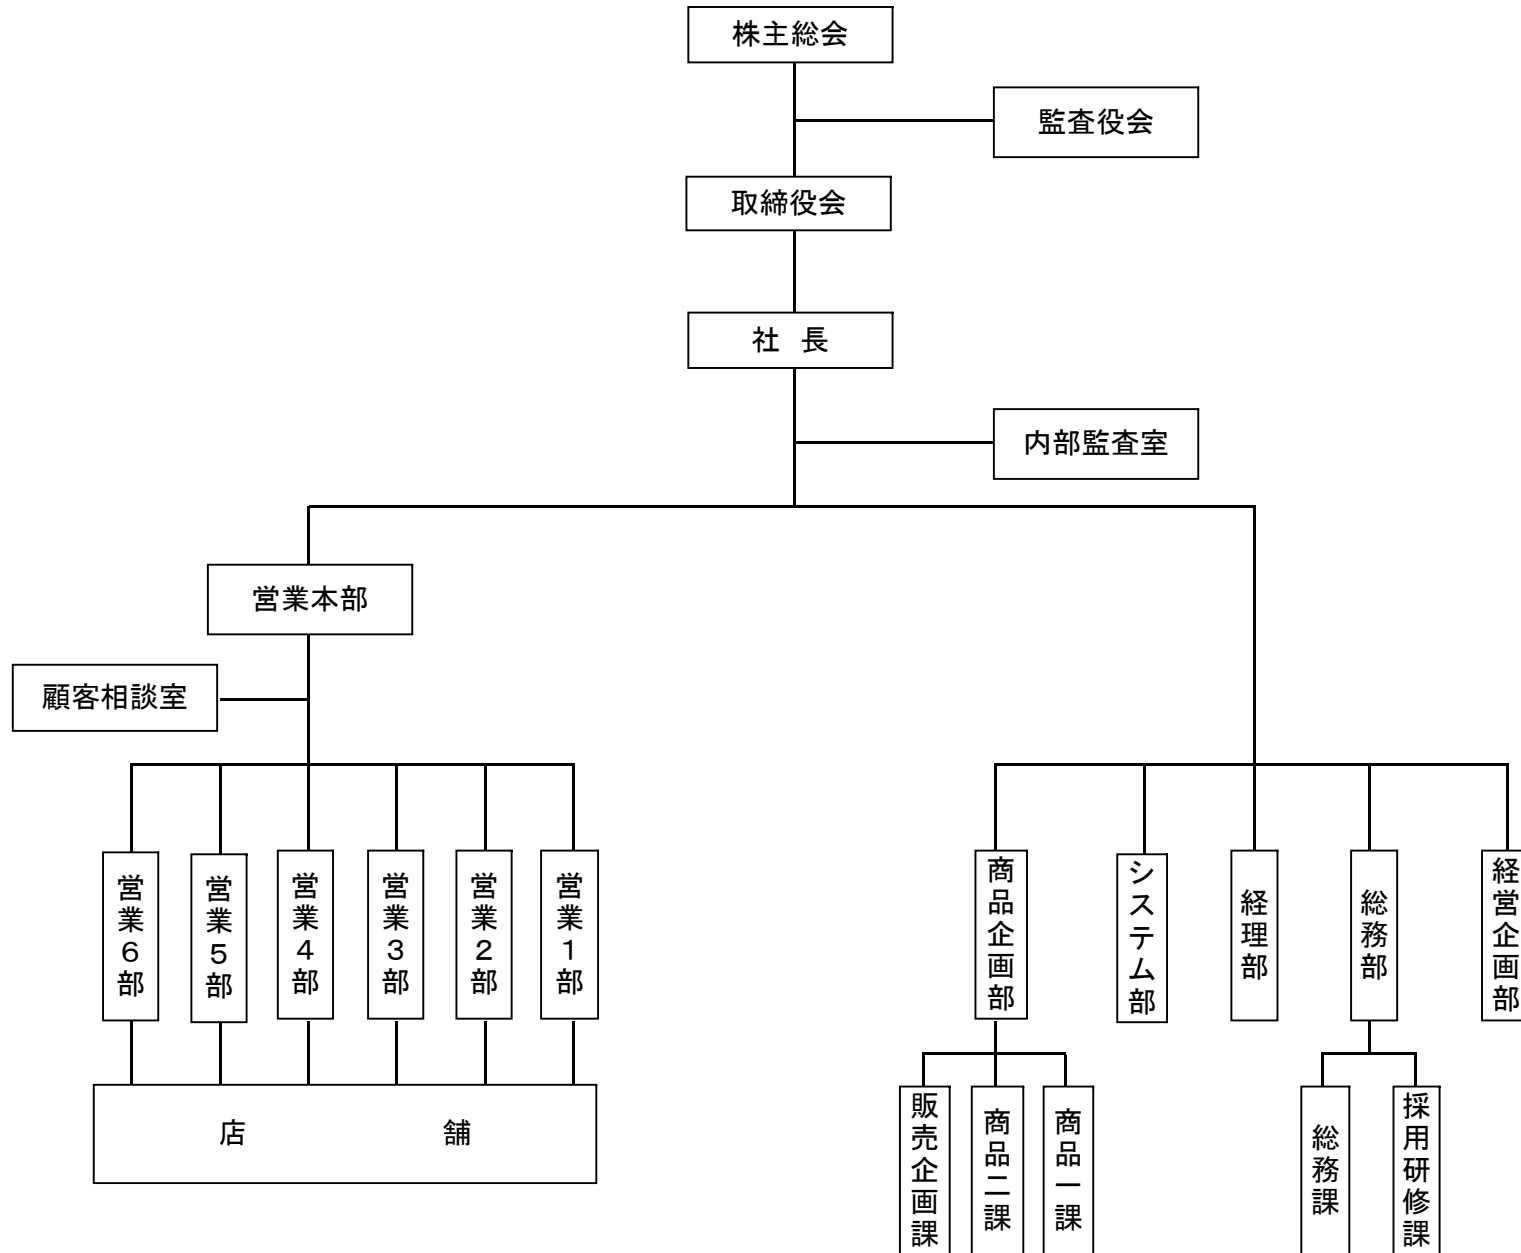 株主総会
監査役会
取締役会
社 長
内部監査室
営業本部
顧客相談室
営業6部
営業5部
営業4部
営業3部
営業2部
営業1部
商品企画部
システム部
経理部
総務部
経営企画部
店 舗
販売企画課
商品二課
商品一課
総務課
採用研修課